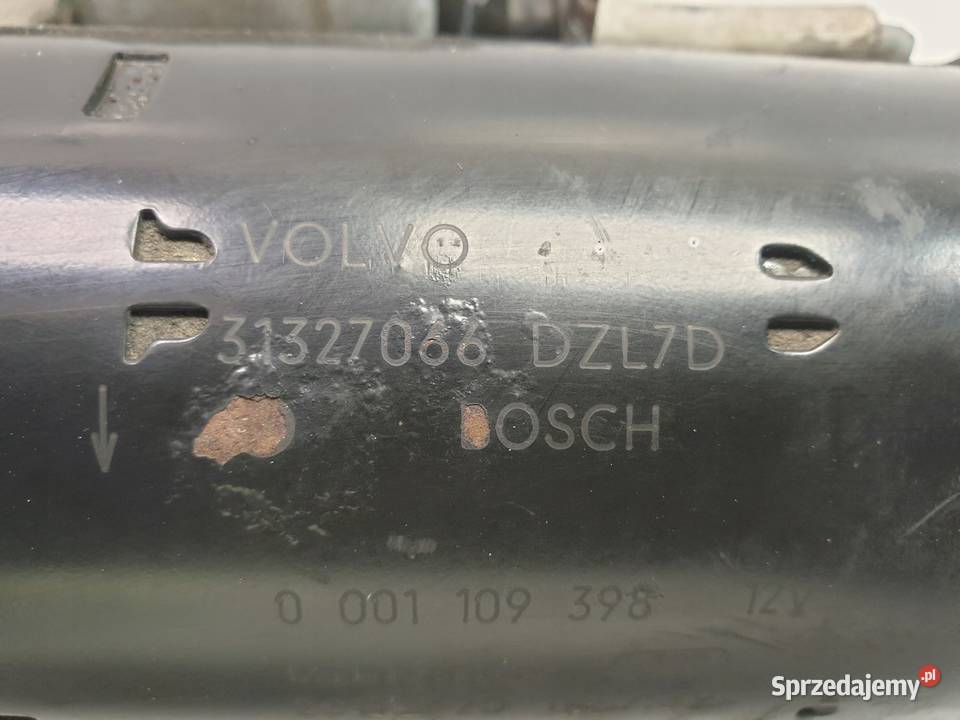 VOLVO
31327066 DZL7D
BOSCH
0 001 109 398 12V
Sprzedajemy.pl